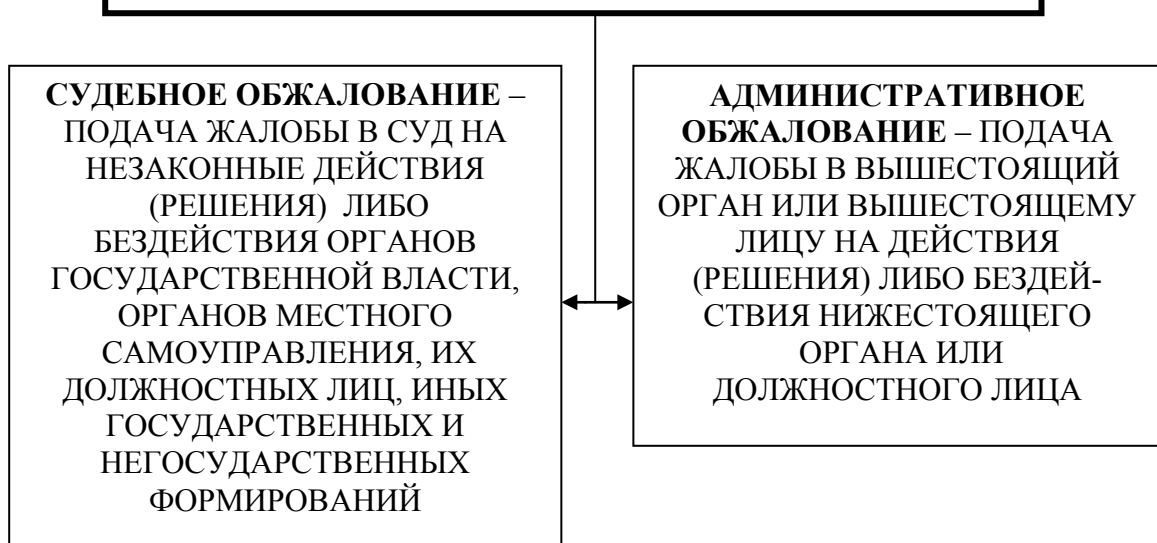 СУДЕБНОЕ ОБЖАЛОВАНИЕ –
ПОДАЧА ЖАЛОБЫ В СУД НА
НЕЗАКОННЫЕ ДЕЙСТВИЯ
(РЕШЕНИЯ) ЛИБО
БЕЗДЕЙСТВИЯ ОРГАНОВ
ГОСУДАРСТВЕННОЙ ВЛАСТИ,
ОРГАНОВ МЕСТНОГО
САМОУПРАВЛЕНИЯ, ИХ
ДОЛЖНОСТНЫХ ЛИЦ, ИНЫХ
ГОСУДАРСТВЕННЫХ И
НЕГОСУДАРСТВЕННЫХ
ФОРМИРОВАНИЙ
АДМИНИСТРАТИВНОЕ
ОБЖАЛОВАНИЕ – ПОДАЧА
ЖАЛОБЫ В ВЫШЕСТОЯЩИЙ
ОРГАН ИЛИ ВЫШЕСТОЯЩЕМУ
ЛИЦУ НА ДЕЙСТВИЯ
(РЕШЕНИЯ) ЛИБО БЕЗДЕЙ-
СТВИЯ НИЖЕСТОЯЩЕГО
ОРГАНА ИЛИ
ДОЛЖНОСТНОГО ЛИЦА